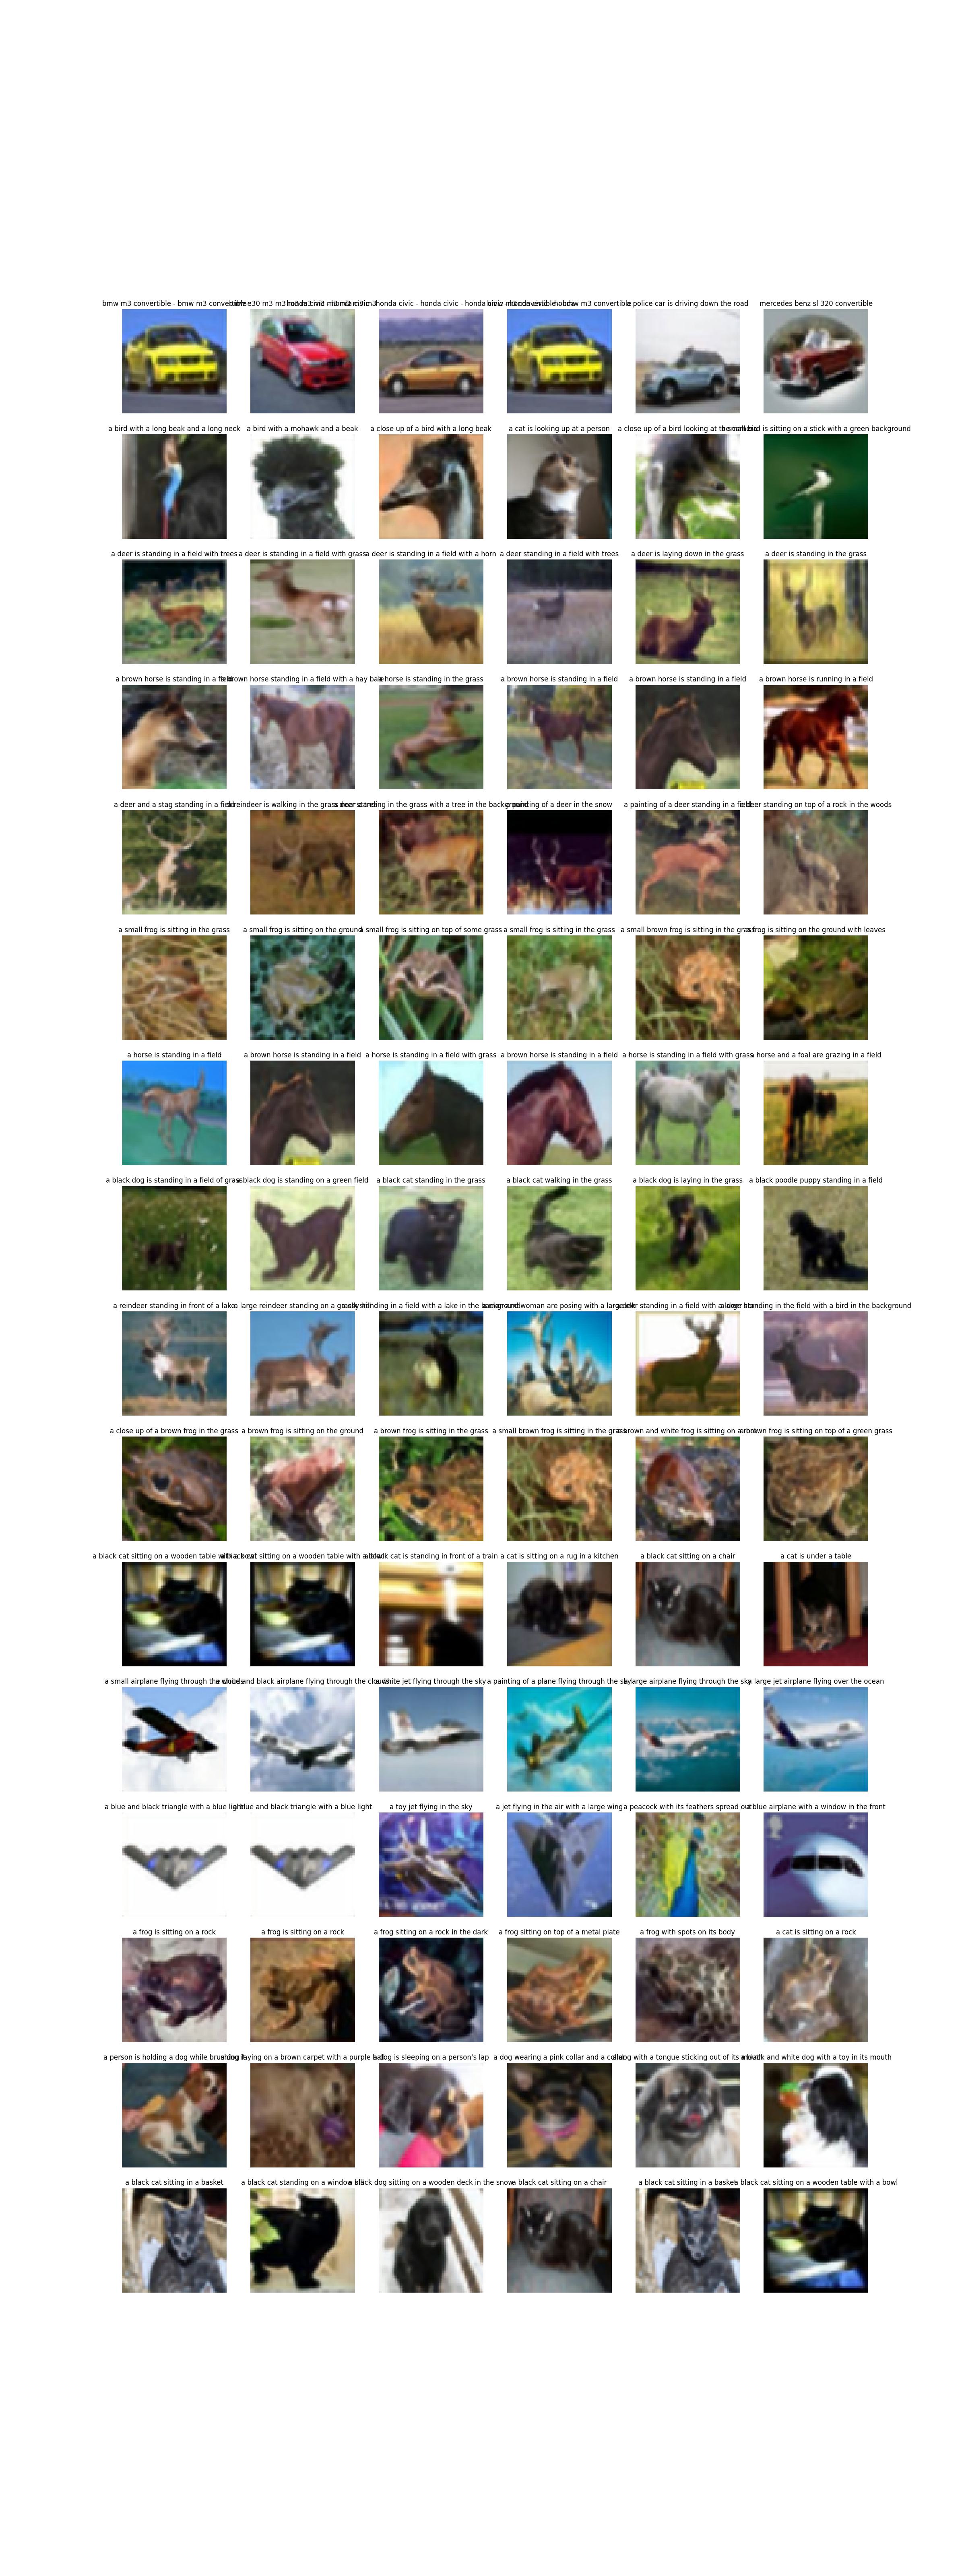 bmw m3 convertible - bmw m3 convertible
e30 m3 m3
honda civic - honda civic - honda
bmw m3 convertible - bmw m3 convertible
a police car is driving down the road
mercedes benz sl 320 convertible
a bird with a long beak and a long neck
a bird with a mohawk and a beak
a close up of a bird with a long beak
a cat is looking up at a person
a close up of a bird looking at the camera
a small bird is sitting on a stick with a green background
a deer is standing in a field with trees
a deer is standing in a field with grass
a deer is standing in a field with a horn
a deer standing in a field with trees
a deer is laying down in the grass
a deer is standing in the grass
a brown horse is standing in a field
a brown horse standing in a field with a hay bale
a horse is standing in the grass
a brown horse is standing in a field
a brown horse is standing in a field
a brown horse is running in a field
a deer and a stag standing in a field
a reindeer is walking in the grass near a tree
a deer standing in the grass with a tree in the background
a painting of a deer in the snow
a painting of a deer standing in a field
a deer standing on top of a rock in the woods
a small frog is sitting in the grass
a small frog is sitting on the ground
a small frog is sitting on top of some grass
a small frog is sitting in the grass
a small brown frog is sitting in the grass
a frog is sitting on the ground with leaves
a horse is standing in a field
a brown horse is standing in a field
a horse is standing in a field with grass
a brown horse is standing in a field
a horse is standing in a field with grass
a horse and a foal are grazing in a field
a black dog is standing in a field of grass
a black dog is standing on a green field
a black cat standing in the grass
a black cat walking in the grass
a black dog is laying in the grass
a black poodle puppy standing in a field
a reindeer standing in front of a lake
a large reindeer standing on a grassy hill
an elk standing in a field with a lake in the background
a man and woman are posing with a large elk
a deer standing in a field with a large horn
a deer standing in the field with a bird in the background
a close up of a brown frog in the grass
a brown frog is sitting on the ground
a brown frog is sitting in the grass
a small brown frog is sitting in the grass
a brown and white frog is sitting on a rock
a brown frog is sitting on top of a green grass
a black cat sitting on a wooden table with a bowl
a black cat sitting on a wooden table with a bowl
a black cat is standing in front of a train
a cat is sitting on a rug in a kitchen
a black cat sitting on a chair
a cat is under a table
a small airplane flying through the clouds
a white and black airplane flying through the clouds
a white jet flying through the sky
a painting of a plane flying through the sky
a large airplane flying through the sky
a large jet airplane flying over the ocean
a blue and black triangle with a blue light
a blue and black triangle with a blue light
a toy jet flying in the sky
a jet flying in the air with a large wing
a peacock with its feathers spread out
a blue airplane with a window in the front
a frog is sitting on a rock
a frog is sitting on a rock
a frog sitting on a rock in the dark
a frog sitting on top of a metal plate
a frog with spots on its body
a cat is sitting on a rock
a person is holding a dog while brushing it
a dog laying on a brown carpet with a purple ball
a dog is sleeping on a person's lap
a dog wearing a pink collar and a collar
a dog with a tongue sticking out of its mouth
a black and white dog with a toy in its mouth
a black cat sitting in a basket
a black cat standing on a window sill
a black dog sitting on a wooden deck in the snow
a black cat sitting on a chair
a black cat sitting in a basket
a black cat sitting on a wooden table with a bowl